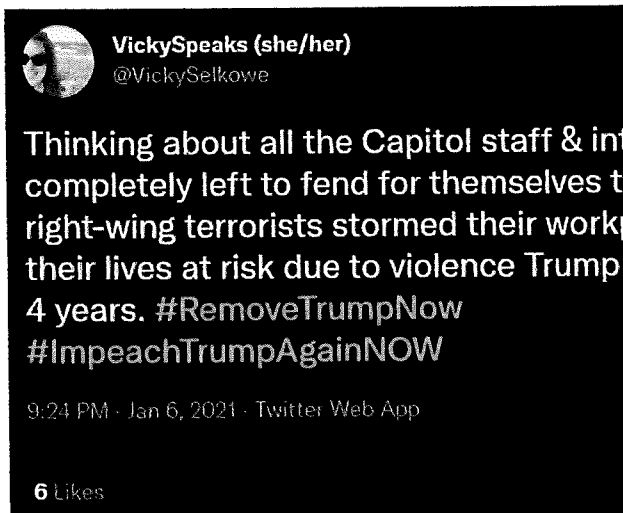 VickySpeaks (she/her)
@VickySelkowe
Thinking about all the Capitol staff & int
completely left to fend for themselves t
right-wing terrorists stormed their work
their lives at risk due to violence Trump
4 years. #RemoveTrumpNow
#ImpeachTrumpAgainNOW
9:24 PM · Jan 6, 2021 · Twitter Web App
6 Likes